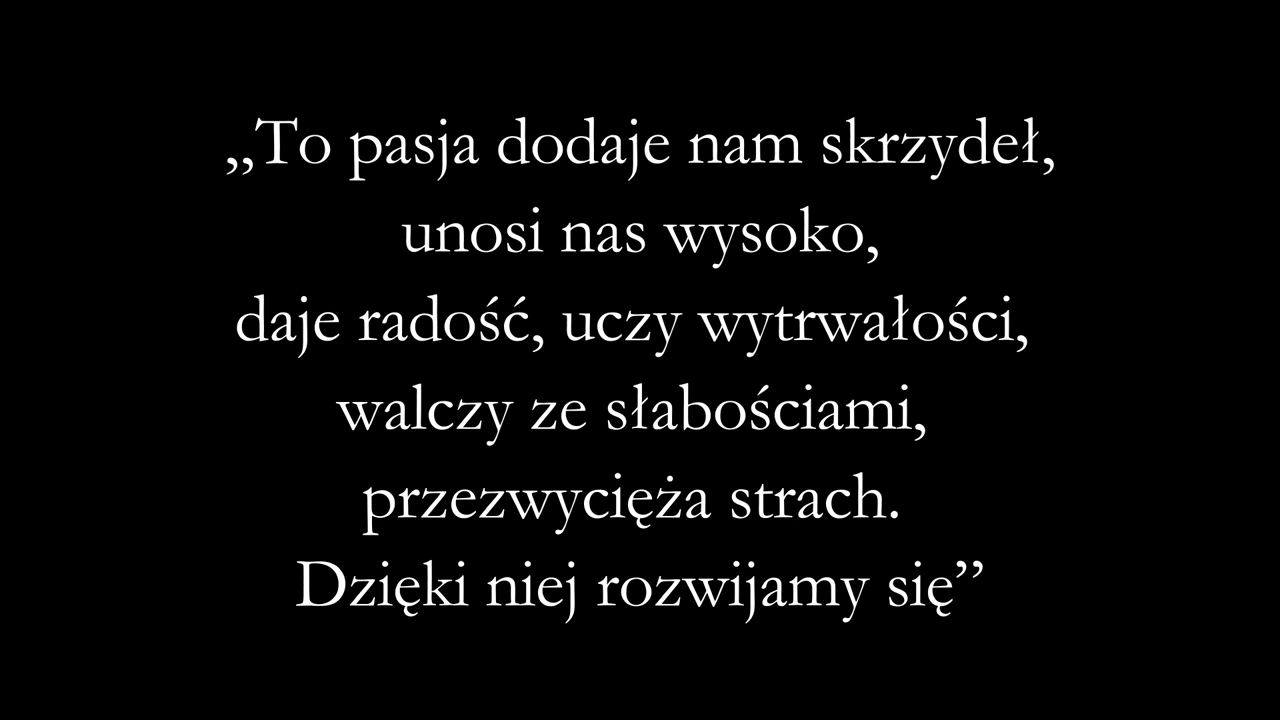 „To pasja dodaje nam skrzydeł,
unosi nas wysoko,
daje radość, uczy wytrwałości,
walczy ze słabościami,
przezwycięża strach.
Dzięki niej rozwijamy się”